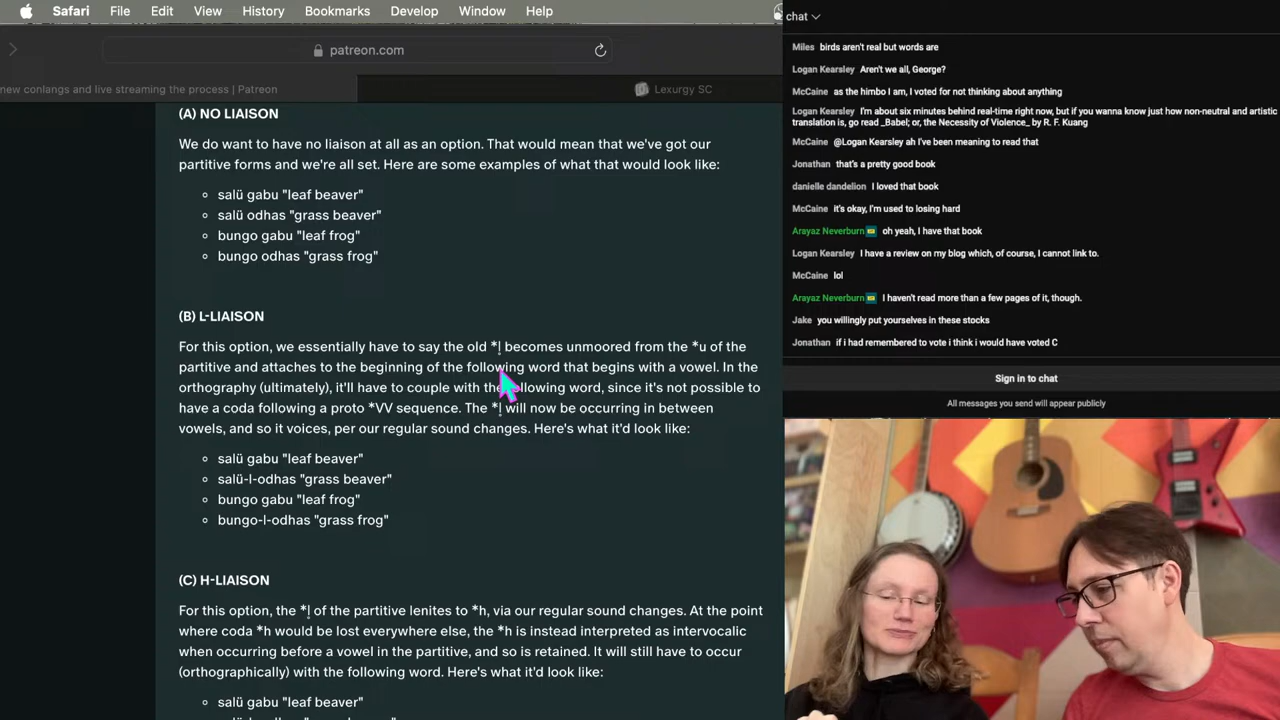 Safari File Edit View History Bookmarks Develop Window Help
patreon.com
new conlangs and live streaming the process | Patreon
Lexurgy SC
(A) NO LIAISON
We do want to have no liaison at all as an option. That would mean that we've got our
partitive forms and we're all set. Here are some examples of what that would look like:
salü gabu "leaf beaver"
salü odhas "grass beaver"
bungo gabu "leaf frog"
bungo odhas "grass frog"
(B) L-LIAISON
For this option, we essentially have to say the old *l̥ becomes unmoored from the *u of the
partitive and attaches to the beginning of the following word that begins with a vowel. In the
orthography (ultimately), it'll have to couple with the following word, since it's not possible to
have a coda following a proto *VV sequence. The *l̥ will now be occurring in between
vowels, and so it voices, per our regular sound changes. Here's what it'd look like:
salü gabu "leaf beaver"
salü-l-odhas "grass beaver"
bungo gabu "leaf frog"
bungo-l-odhas "grass frog"
(C) H-LIAISON
For this option, the *l̥ of the partitive lenites to *h, via our regular sound changes. At the point
where coda *h would be lost everywhere else, the *h is instead interpreted as intervocalic
when occurring before a vowel in the partitive, and so is retained. It will still have to occur
(orthographically) with the following word. Here's what it'd look like:
salü gabu "leaf beaver"
chat
Miles birds aren't real but words are
Logan Kearsley Aren't we all, George?
McCaine as the himbo I am, I voted for not thinking about anything
Logan Kearsley I'm about six minutes behind real-time right now, but if you wanna know just how non-neutral and artistic
translation is, go read _Babel; or, the Necessity of Violence_ by R. F. Kuang
McCaine @Logan Kearsley ah I've been meaning to read that
Jonathan that's a pretty good book
danielle dandelion I loved that book
McCaine it's okay, I'm used to losing hard
Arayaz Neverburn oh yeah, I have that book
Logan Kearsley I have a review on my blog which, of course, I cannot link to.
McCaine lol
Arayaz Neverburn I haven't read more than a few pages of it, though.
Jake you willingly put yourselves in these stocks
Jonathan if i had remembered to vote i think i would have voted C
Sign in to chat
All messages you send will appear publicly